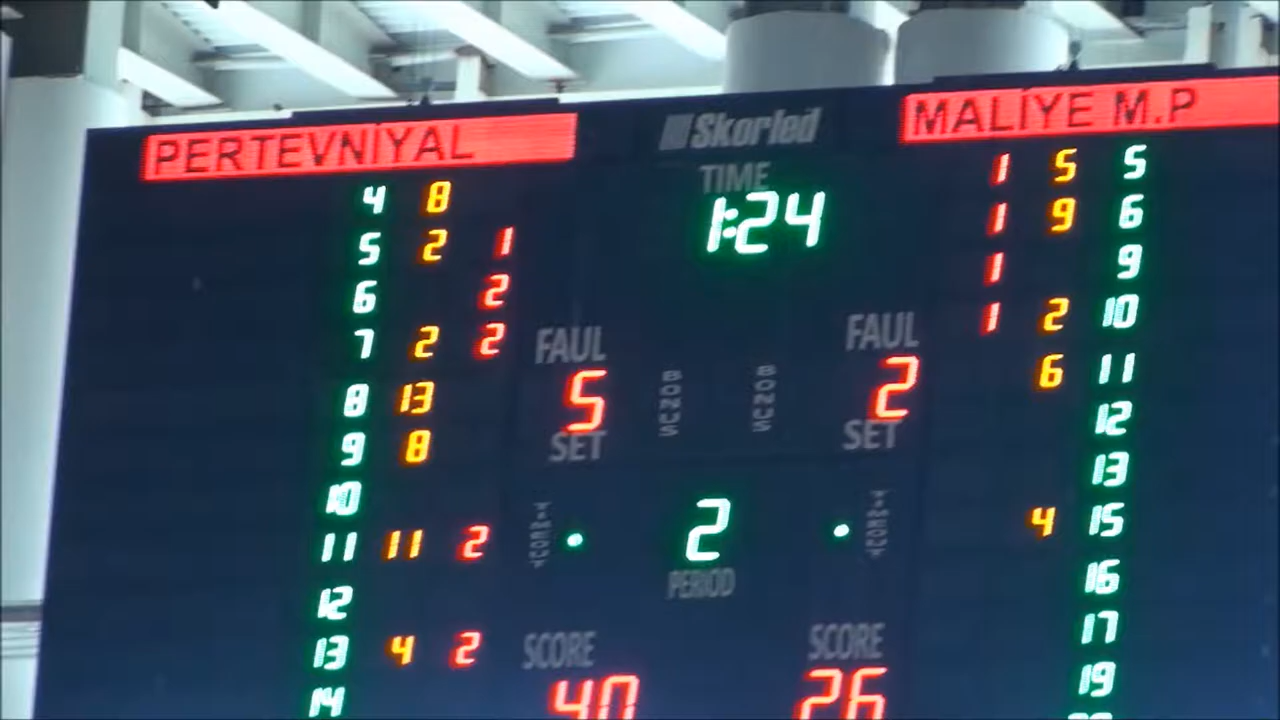 PERTEVNİYAL
Skorled
MALİYE M.P
TIME
1:24
4 8
5 2 1
6 2
7 2 2
8 13
9 8
10
11 11 2
12
13 4 2
14
FAUL
5
SET
BONUS
BONUS
FAUL
2
SET
TIMEOUT
2
PERIOD
TIMEOUT
SCORE
40
SCORE
26
1 5 5
1 9 6
1 9
1 2 10
6 11
12
13
4 15
16
17
19